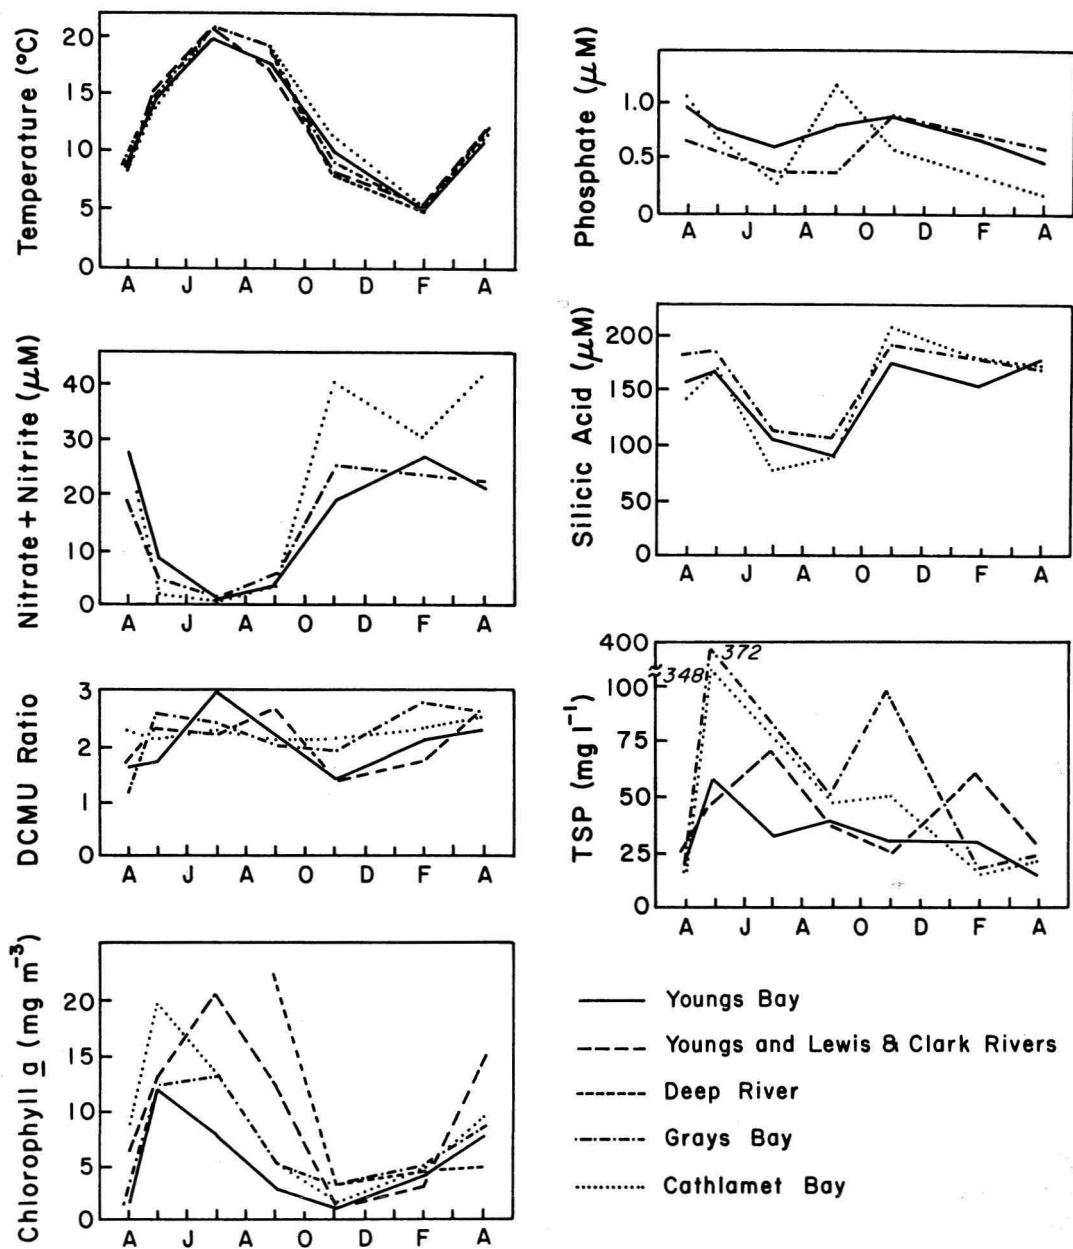 Temperature (°C)
20
15
10
5
0
A J A O D F A
Nitrate + Nitrite (μM)
40
30
20
10
0
A J A O D F A
DCMU Ratio
3
2
1
0
A J A O D F A
Chlorophyll a (mg m⁻³)
20
15
10
5
0
A J A O D F A
Phosphate (μM)
1.0
0.5
0
A J A O D F A
Silicic Acid (μM)
200
150
100
50
0
A J A O D F A
TSP (mg l⁻¹)
400
100
75
50
25
0
348
372
A J A O D F A
Youngs Bay
Youngs and Lewis & Clark Rivers
Deep River
Grays Bay
Cathlamet Bay